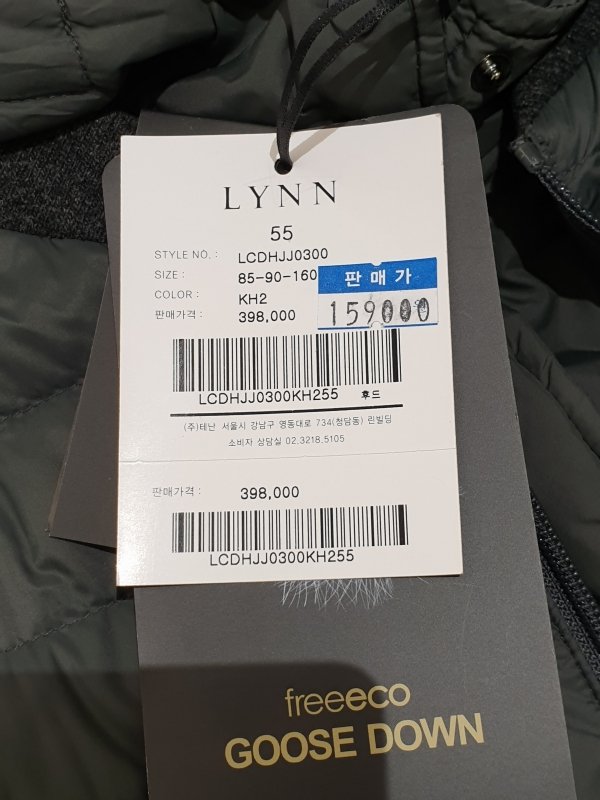 LYNN
55
STYLE NO. : LCDHJJ0300
SIZE : 85-90-160
COLOR : KH2
판매가격 : 398,000
판매가
159000
LCDHJJ0300KH255 후드
(주)테난 서울시 강남구 영동대로 734(청담동) 린빌딩
소비자 상담실 02.3218.5105
판매가격 : 398,000
LCDHJJ0300KH255
freeeco
GOOSE DOWN